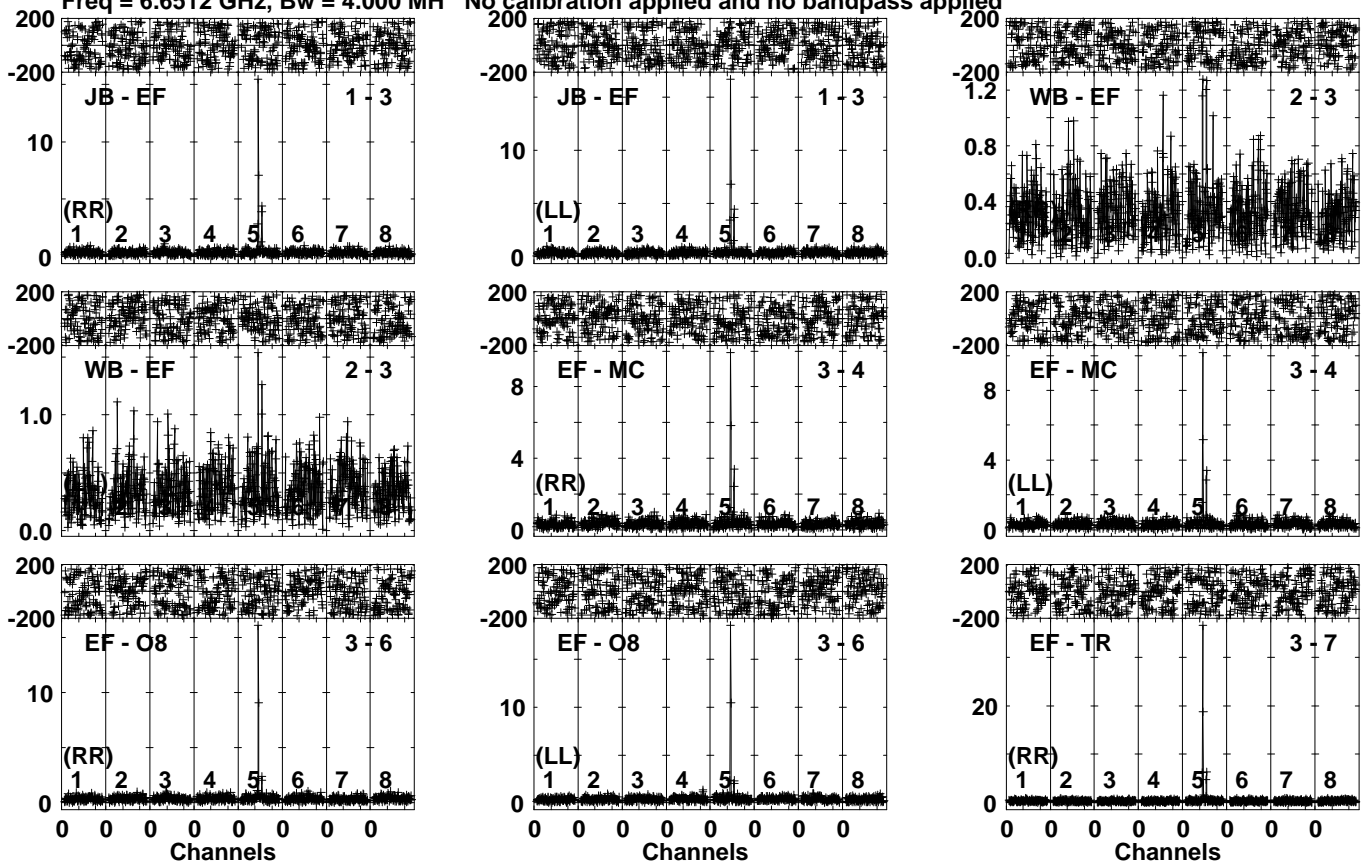 Freq = 6.6512 GHz, Bw = 4.000 MH No calibration applied and no bandpass applied
200
-200
JB - EF 1 - 3
10
(RR)
1 2 3 4 5 6 7 8
0
200
-200
JB - EF 1 - 3
10
(LL)
1 2 3 4 5 6 7 8
0
200
-200
1.2
WB - EF 2 - 3
0.8
0.4
0.0
200
-200
WB - EF 2 - 3
1.0
0.0
200
-200
EF - MC 3 - 4
8
4
(RR)
1 2 3 4 5 6 7 8
0
200
-200
EF - MC 3 - 4
8
4
(LL)
1 2 3 4 5 6 7 8
0
200
-200
EF - O8 3 - 6
10
(RR)
1 2 3 4 5 6 7 8
0
0 0 0 0 0 0 0 0
Channels
200
-200
EF - O8 3 - 6
10
(LL)
1 2 3 4 5 6 7 8
0
0 0 0 0 0 0 0 0
Channels
200
-200
EF - TR 3 - 7
20
(RR)
1 2 3 4 5 6 7 8
0
0 0 0 0 0 0 0 0
Channels